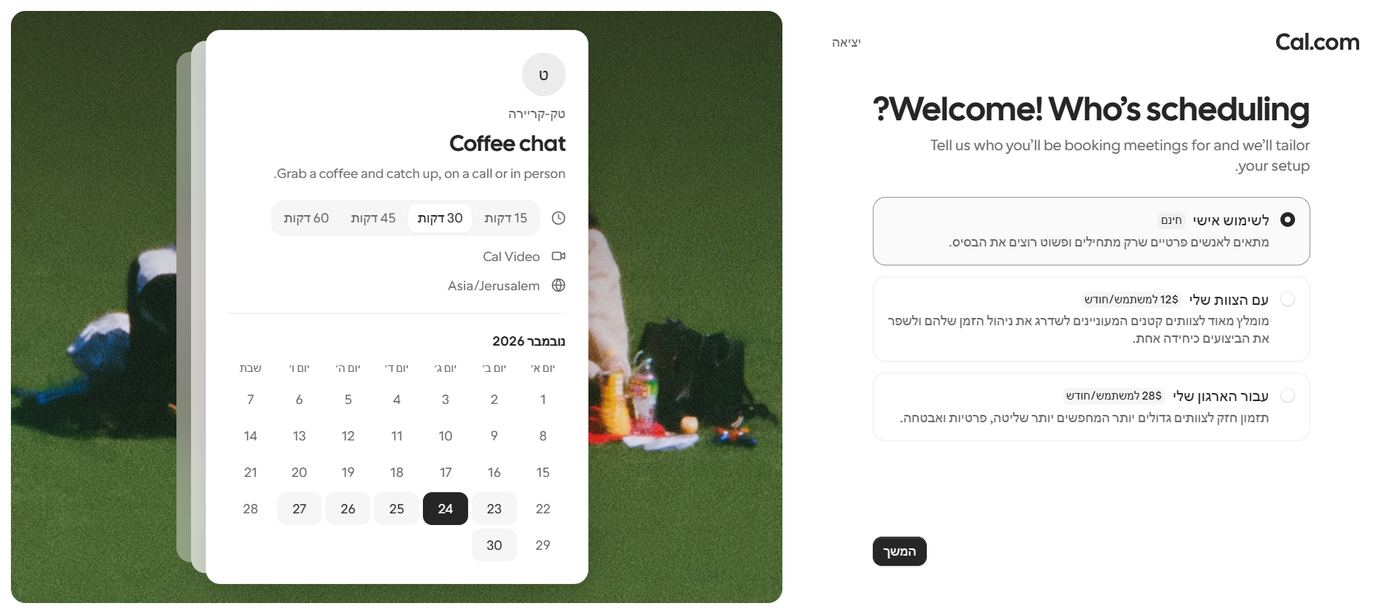 Cal.com
יציאה
Welcome! Who’s scheduling?
Tell us who you’ll be booking meetings for and we’ll tailor
your setup.
לשימוש אישי חינם
מתאים לאנשים פרטיים שרק מתחילים ופשוט רוצים את הבסיס.
עם הצוות שלי $12 למשתמש/חודש
מומלץ מאוד לצוותים קטנים המעוניינים לשדרג את ניהול הזמן שלהם ולשפר
את הביצועים כיחידה אחת.
עבור הארגון שלי $28 למשתמש/חודש
תזמון חזק לצוותים גדולים יותר המחפשים יותר שליטה, פרטיות ואבטחה.
המשך
ט
טק-קריירה
Coffee chat
Grab a coffee and catch up, on a call or in person.
15 דקות 30 דקות 45 דקות 60 דקות
Cal Video
Asia/Jerusalem
נובמבר 2026
יום א׳ יום ב׳ יום ג׳ יום ד׳ יום ה׳ יום ו׳ שבת
1 2 3 4 5 6 7
8 9 10 11 12 13 14
15 16 17 18 19 20 21
22 23 24 25 26 27 28
29 30